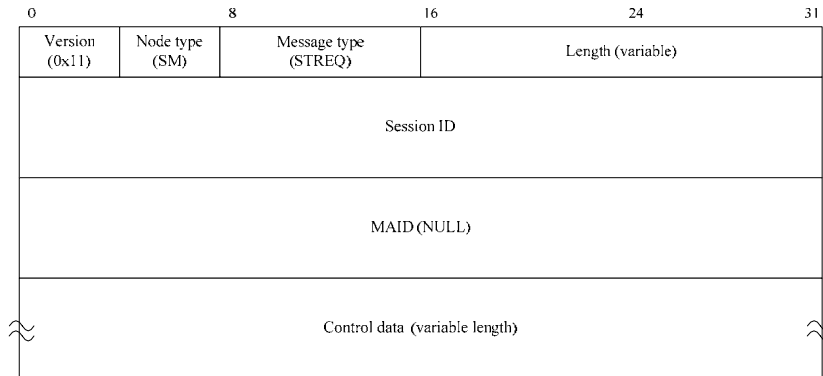 0 8 16 24 31
Version Node type Message type Length (variable)
(0x11) (SM) (STREQ)
Session ID
MAID (NULL)
Control data (variable length)